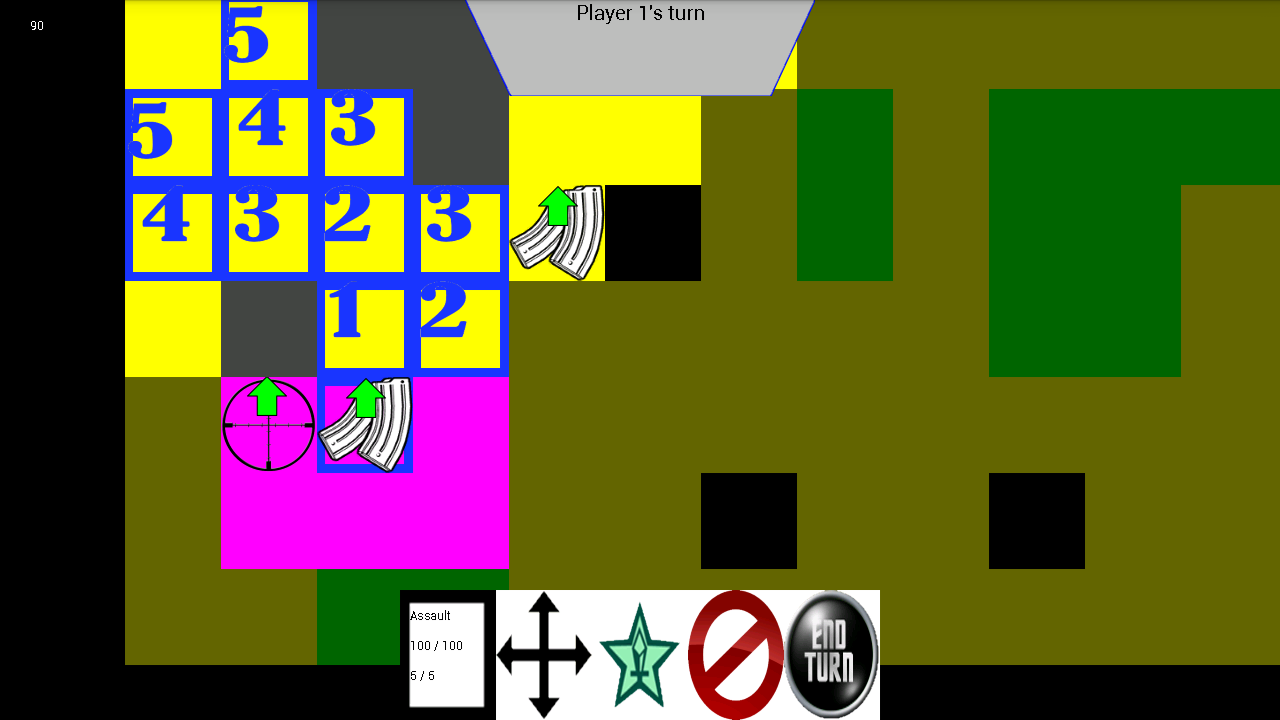 90
Player 1's turn
5
5 4 3
4 3 2 3
1 2
Assault
100 / 100
5 / 5
END
TURN